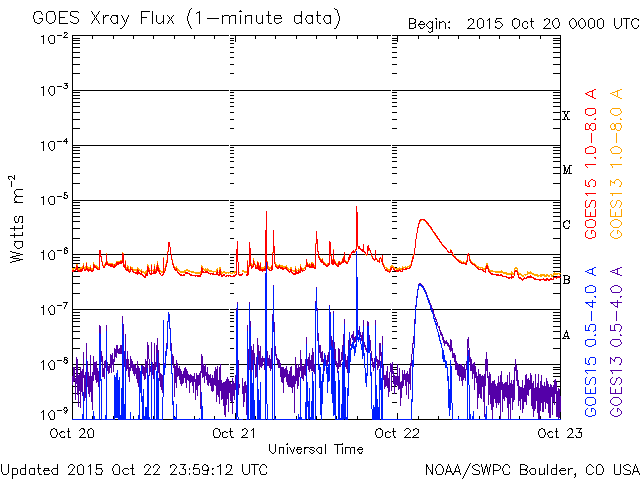 GOES Xray Flux (1-minute data)
Begin: 2015 Oct 20 0000 UTC
10-2
10-3
10-4
10-5
10-6
10-7
10-8
10-9
Watts m-2
X
M
C
B
A
GOES15 1.0-8.0 A
GOES13 1.0-8.0 A
GOES15 0.5-4.0 A
GOES13 0.5-4.0 A
Oct 20 Oct 21 Oct 22 Oct 23
Universal Time
Updated 2015 Oct 22 23:59:12 UTC
NOAA/SWPC Boulder, CO USA